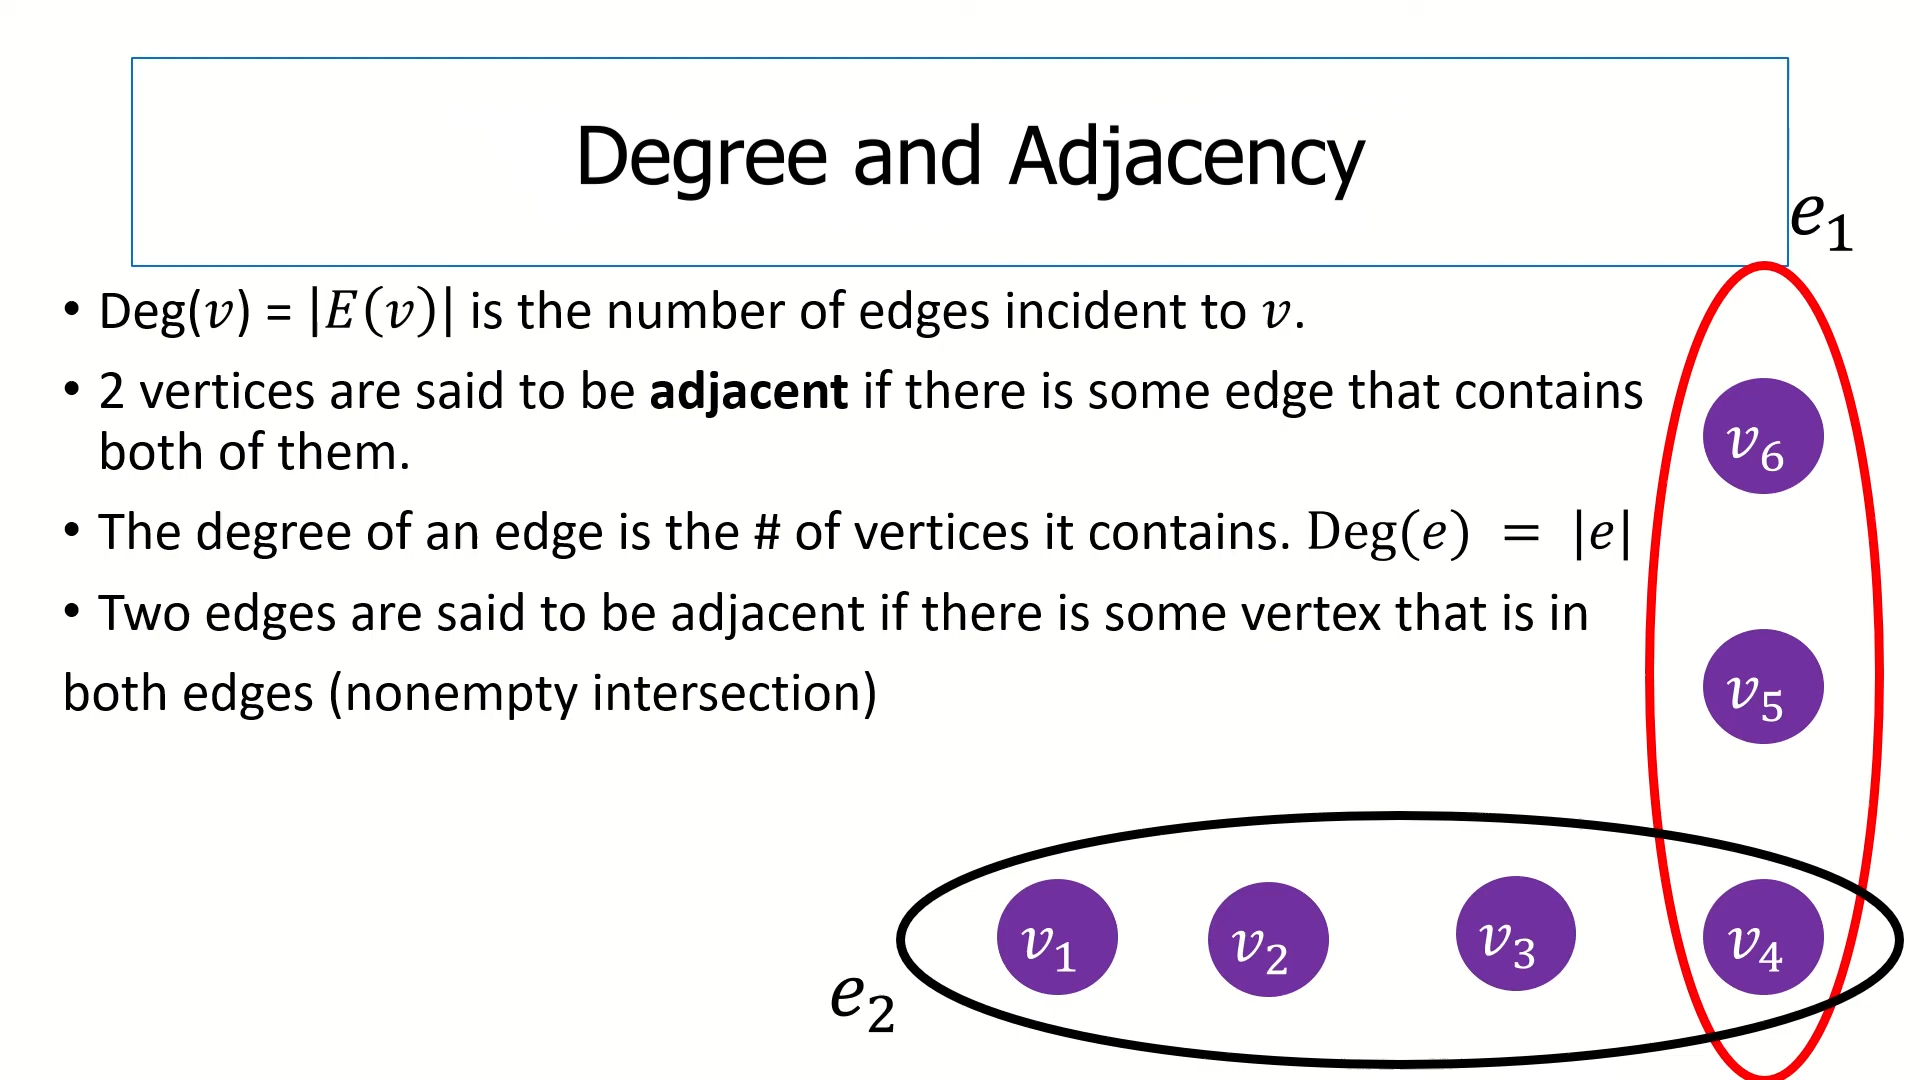 Degree and Adjacency
e₁
• Deg(𝑣) = |𝐸(𝑣)| is the number of edges incident to 𝑣.
• 2 vertices are said to be adjacent if there is some edge that contains
both of them.
• The degree of an edge is the # of vertices it contains. Deg(𝑒) = |𝑒|
• Two edges are said to be adjacent if there is some vertex that is in
both edges (nonempty intersection)
v₆
v₅
v₁ v₂ v₃ v₄
e₂